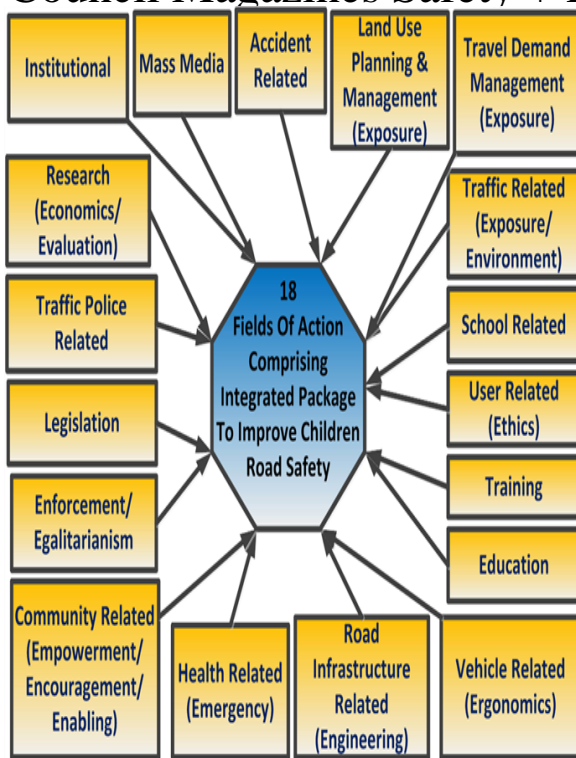 Council Magazines Safety
Institutional
Mass Media
Accident
Related
Land Use
Planning &
Management
(Exposure)
Travel Demand
Management
(Exposure)
Research
(Economics/
Evaluation)
Traffic Related
(Exposure/
Environment)
Traffic Police
Related
School Related
Legislation
User Related
(Ethics)
Enforcement/
Egalitarianism
Training
Education
18
Fields Of Action
Comprising
Integrated Package
To Improve Children
Road Safety
Community Related
(Empowerment/
Encouragement/
Enabling)
Health Related
(Emergency)
Road
Infrastructure
Related
(Engineering)
Vehicle Related
(Ergonomics)